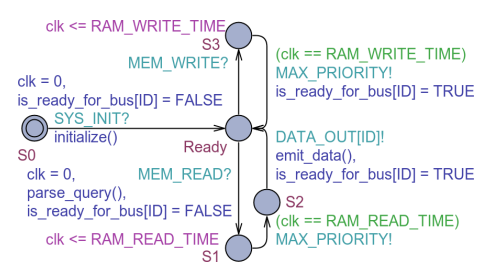 clk <= RAM_WRITE_TIME
S3
MEM_WRITE?
(clk == RAM_WRITE_TIME)
MAX_PRIORITY!
is_ready_for_bus[ID] = TRUE
clk = 0,
is_ready_for_bus[ID] = FALSE
SYS_INIT?
initialize()
S0
Ready
DATA_OUT[ID]!
emit_data(),
is_ready_for_bus[ID] = TRUE
clk = 0,
parse_query(),
is_ready_for_bus[ID] = FALSE
MEM_READ?
S2
(clk == RAM_READ_TIME)
MAX_PRIORITY!
clk <= RAM_READ_TIME
S1